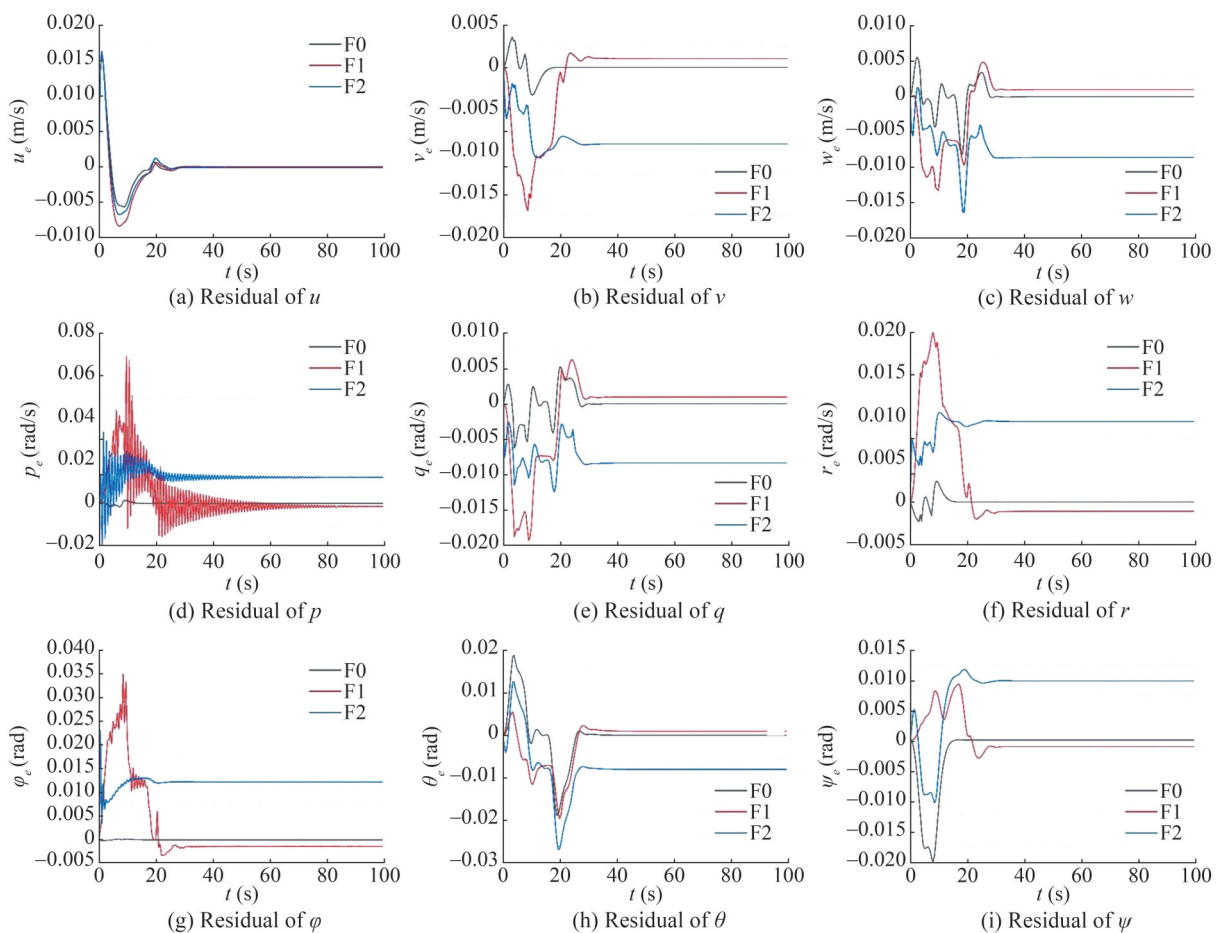 0.020
0.015
0.010
0.005
0
−0.005
−0.010
u_e (m/s)
F0
F1
F2
0 20 40 60 80 100
t (s)
(a) Residual of u
0.005
0
−0.005
−0.010
−0.015
−0.020
v_e (m/s)
F0
F1
F2
0 20 40 60 80 100
t (s)
(b) Residual of v
0.010
0.005
0
−0.005
−0.010
−0.015
−0.020
w_e (m/s)
F0
F1
F2
0 20 40 60 80 100
t (s)
(c) Residual of w
0.08
0.06
0.04
0.02
0
−0.02
p_e (rad/s)
F0
F1
F2
0 20 40 60 80 100
t (s)
(d) Residual of p
0.010
0.005
0
−0.005
−0.010
−0.015
−0.020
q_e (rad/s)
F0
F1
F2
0 20 40 60 80 100
t (s)
(e) Residual of q
0.020
0.015
0.010
0.005
0
−0.005
r_e (rad/s)
F0
F1
F2
0 20 40 60 80 100
t (s)
(f) Residual of r
0.040
0.035
0.030
0.025
0.020
0.015
0.010
0.005
0
−0.005
φ_e (rad)
F0
F1
F2
0 20 40 60 80 100
t (s)
(g) Residual of φ
0.02
0.01
0
−0.01
−0.02
−0.03
θ_e (rad)
F0
F1
F2
0 20 40 60 80 100
t (s)
(h) Residual of θ
0.015
0.010
0.005
0
−0.005
−0.010
−0.015
−0.020
ψ_e (rad)
F0
F1
F2
0 20 40 60 80 100
t (s)
(i) Residual of ψ